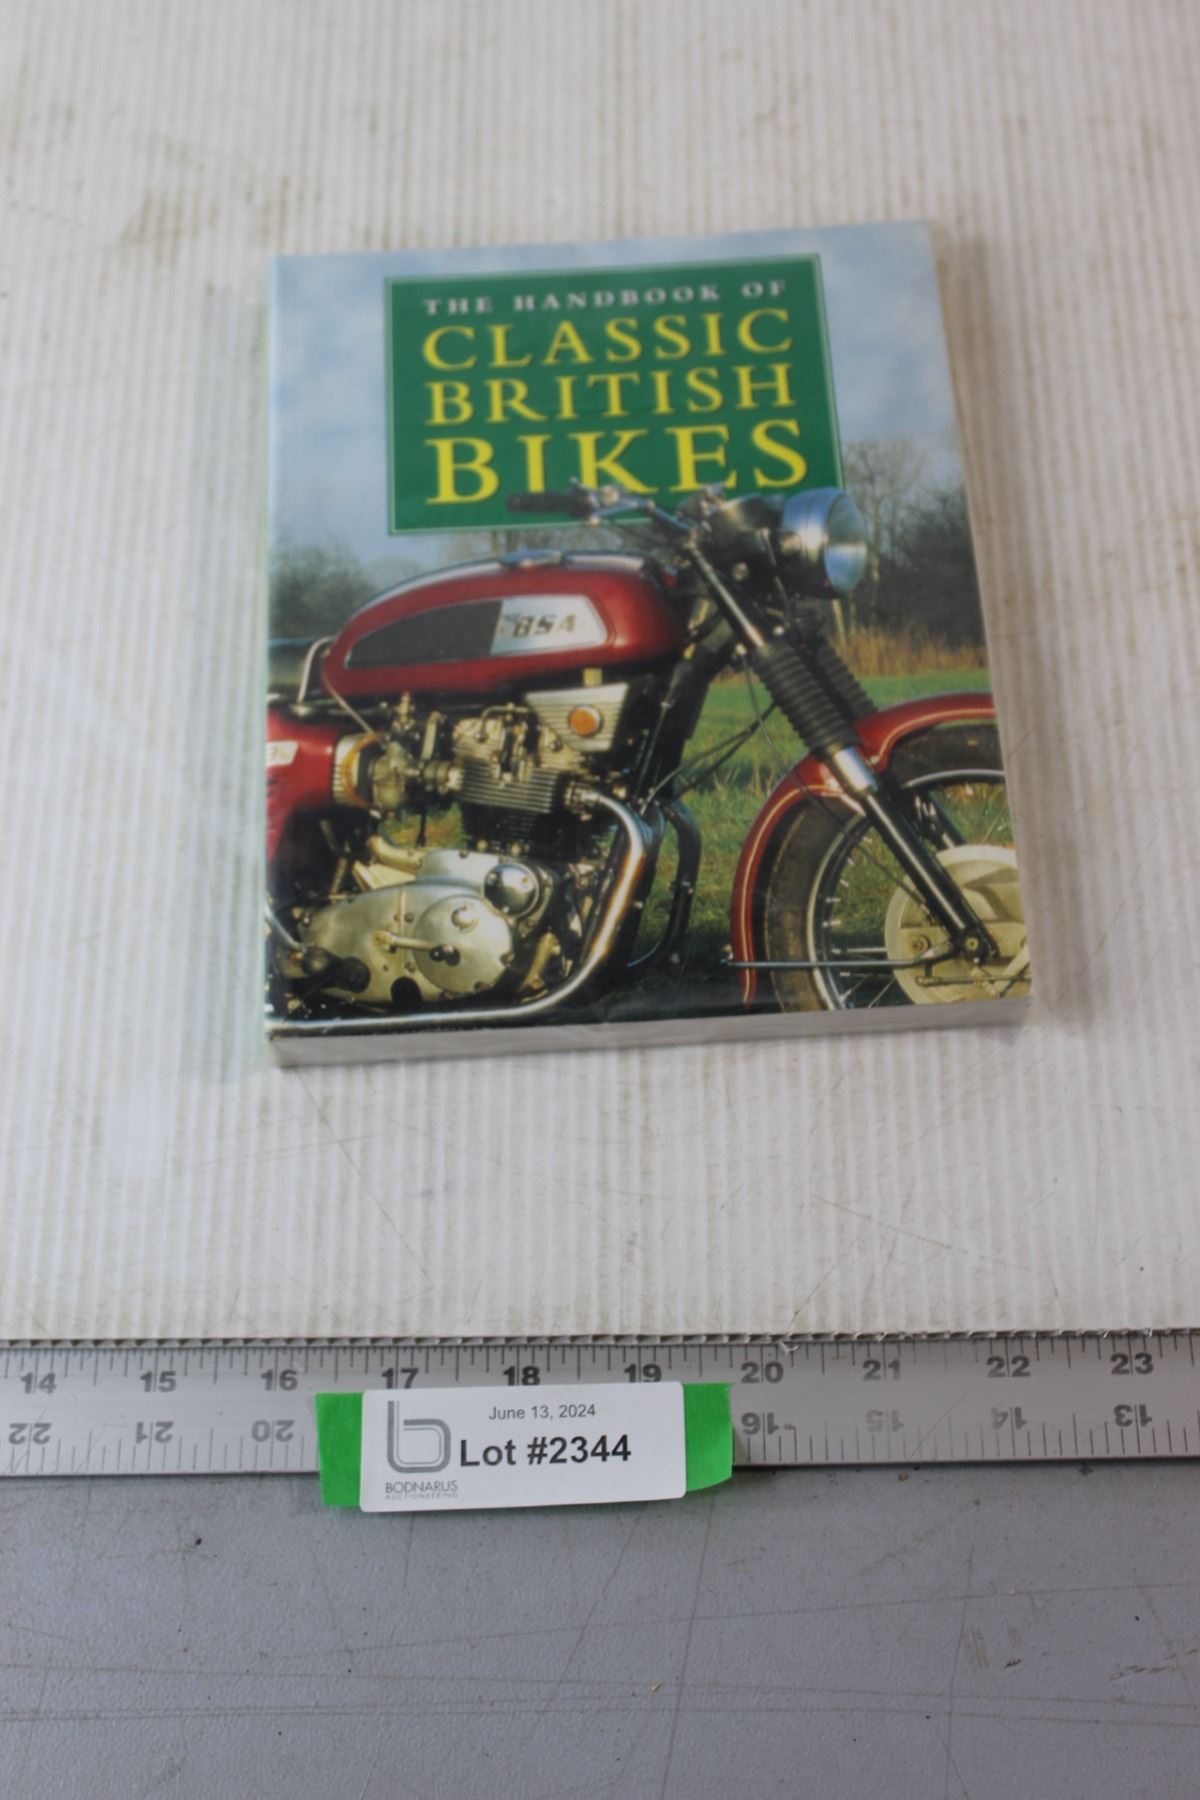 THE HANDBOOK OF
CLASSIC
BRITISH
BIKES
BSA
14 15 16 17 18 19 20 21 22 23
22 21 20 16 15 14 13
June 13, 2024
Lot #2344
BODNARUS
AUCTIONEERING